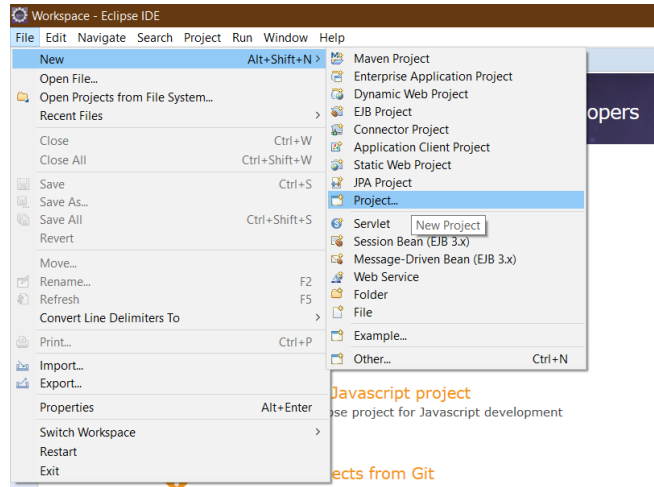 Workspace - Eclipse IDE
File Edit Navigate Search Project Run Window Help
New Alt+Shift+N >
Open File...
Open Projects from File System...
Recent Files >
Close Ctrl+W
Close All Ctrl+Shift+W
Save Ctrl+S
Save As...
Save All Ctrl+Shift+S
Revert
Move...
Rename... F2
Refresh F5
Convert Line Delimiters To >
Print... Ctrl+P
Import...
Export...
Properties Alt+Enter
Switch Workspace >
Restart
Exit
Maven Project
Enterprise Application Project
Dynamic Web Project
EJB Project
Connector Project
Application Client Project
Static Web Project
JPA Project
Project...
Servlet
New Project
Session Bean (EJB 3.x)
Message-Driven Bean (EJB 3.x)
Web Service
Folder
File
Example...
Other... Ctrl+N
opers
Javascript project
ose project for Javascript development
ects from Git